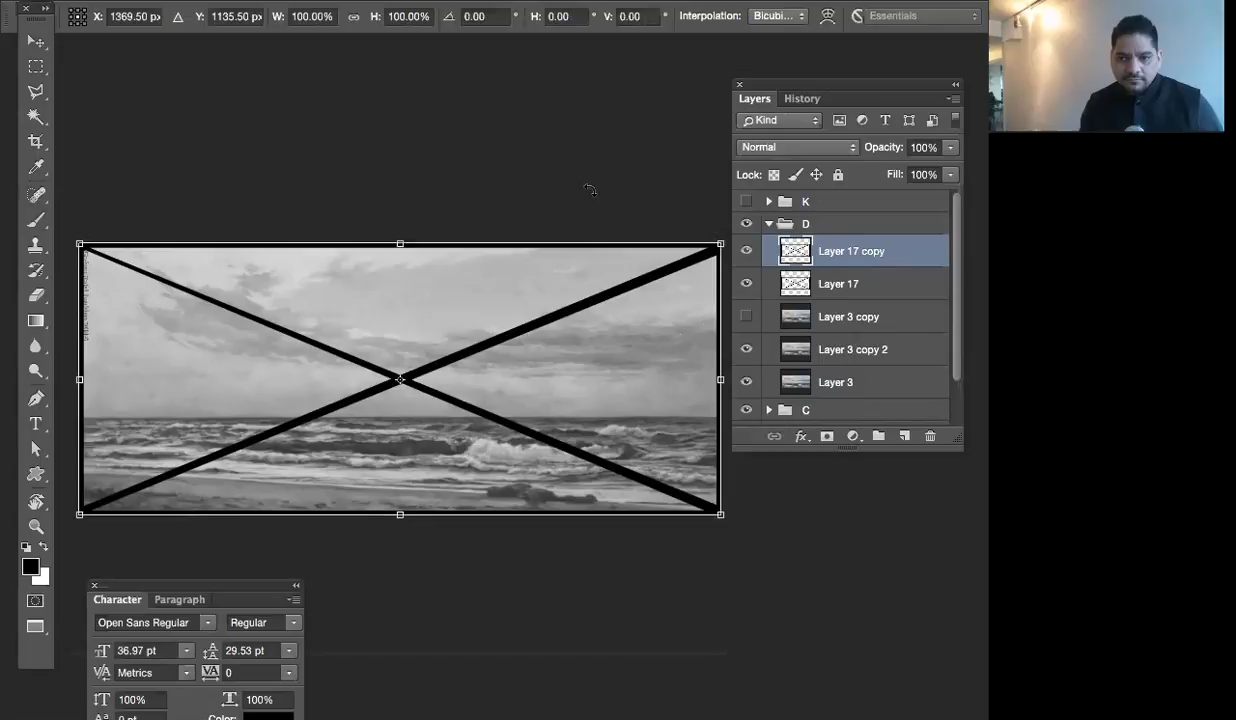 X: 1369.50 px Y: 1135.50 px W: 100.00% H: 100.00% 0.00 ° H: 0.00 ° V: 0.00 ° Interpolation: Bicubi... Essentials
Layers History
Kind T
Normal Opacity: 100%
Lock: Fill: 100%
K
D
Layer 17 copy
Layer 17
Layer 3 copy
Layer 3 copy 2
Layer 3
C
fx
T
Character Paragraph
Open Sans Regular Regular
36.97 pt 29.53 pt
Metrics 0
100% 100%
0 pt Color: